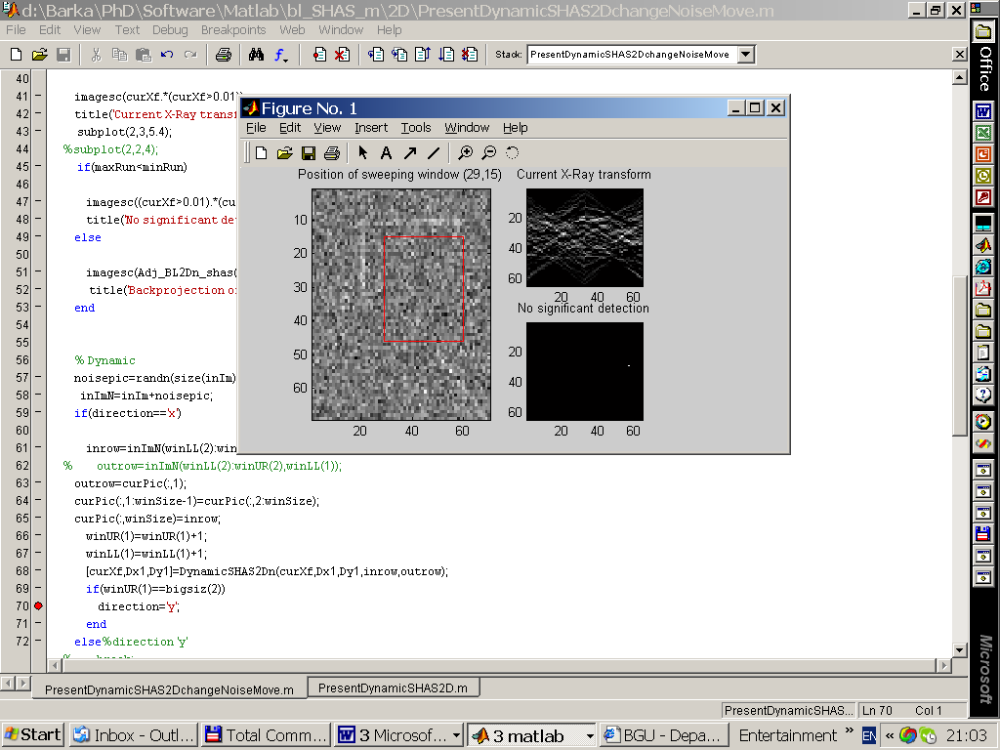 d:\Barka\PhD\Software\Matlab\bl_SHAS_m\2D\PresentDynamicSHAS2DchangeNoiseMove.m
File Edit View Text Debug Breakpoints Web Window Help
Stack: PresentDynamicSHAS2DchangeNoiseMove
40
41 imagesc(curXf.*(curXf>0.01))
42 title('Current X-Ray transf
43 subplot(2,3,5.4);
44 %subplot(2,2,4);
45 if(maxRun<minRun)
46
47 imagesc((curXf>0.01).*(cu
48 title('No significant de
49 else
50
51 imagesc(Adj_BL2Dn_shas(
52 title('Backprojection o
53 end
54
55
56 % Dynamic
57 noisepic=randn(size(inIm)
58 inImN=inIm+noisepic;
59 if(direction=='x')
60
61 inrow=inImN(winLL(2):win
62 % outrow=inImN(winLL(2):winUR(2),winLL(1));
63 outrow=curPic(:,1);
64 curPic(:,1:winSize-1)=curPic(:,2:winSize);
65 curPic(:,winSize)=inrow;
66 winUR(1)=winUR(1)+1;
67 winLL(1)=winLL(1)+1;
68 [curXf,Dx1,Dy1]=DynamicSHAS2Dn(curXf,Dx1,Dy1,inrow,outrow);
69 if(winUR(1)==bigsiz(2))
70 direction='y';
71 end
72 else%direction 'y'
Figure No. 1
File Edit View Insert Tools Window Help
Position of sweeping window (29,15)
10
20
30
40
50
60
20 40 60
Current X-Ray transform
20
40
60
20 40 60
No significant detection
20
40
60
20 40 60
Office
Microsoft
PresentDynamicSHAS2DchangeNoiseMove.m PresentDynamicSHAS2D.m
PresentDynamicSHAS... Ln 70 Col 1
Start Inbox - Outl... Total Comm... 3 Microsof... 3 matlab BGU - Depa... Entertainment » EN « 21:03